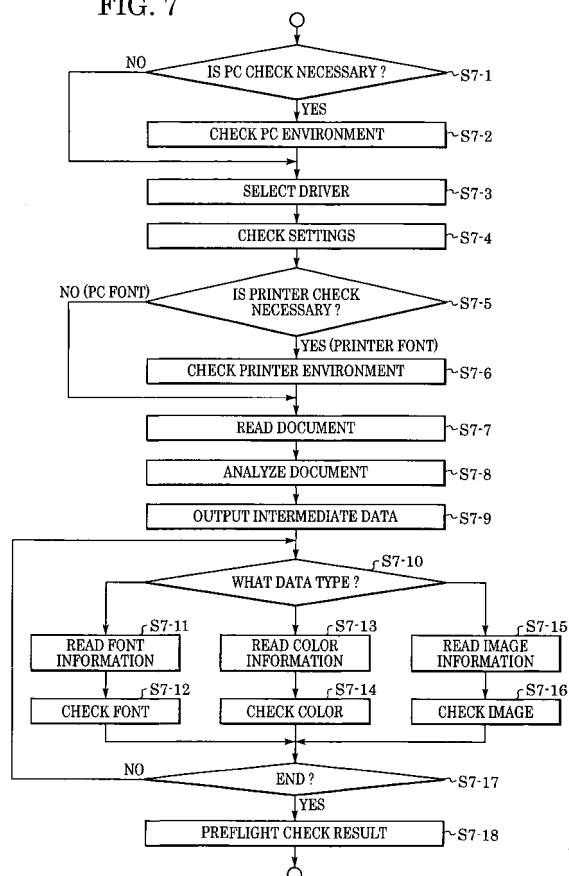 FIG. 7
NO
IS PC CHECK NECESSARY ?
S7-1
YES
CHECK PC ENVIRONMENT
S7-2
SELECT DRIVER
S7-3
CHECK SETTINGS
S7-4
NO (PC FONT)
IS PRINTER CHECK
NECESSARY ?
S7-5
YES (PRINTER FONT)
CHECK PRINTER ENVIRONMENT
S7-6
READ DOCUMENT
S7-7
ANALYZE DOCUMENT
S7-8
OUTPUT INTERMEDIATE DATA
S7-9
S7-10
WHAT DATA TYPE ?
S7-11
S7-13
S7-15
READ FONT
INFORMATION
READ COLOR
INFORMATION
READ IMAGE
INFORMATION
S7-12
S7-14
S7-16
CHECK FONT
CHECK COLOR
CHECK IMAGE
NO
END ?
S7-17
YES
PREFLIGHT CHECK RESULT
S7-18